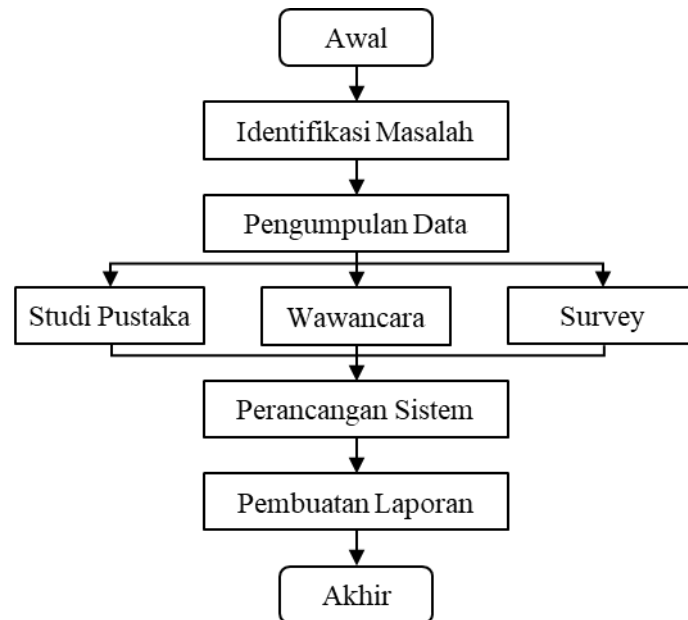 Awal
Identifikasi Masalah
Pengumpulan Data
Studi Pustaka
Wawancara
Survey
Perancangan Sistem
Pembuatan Laporan
Akhir